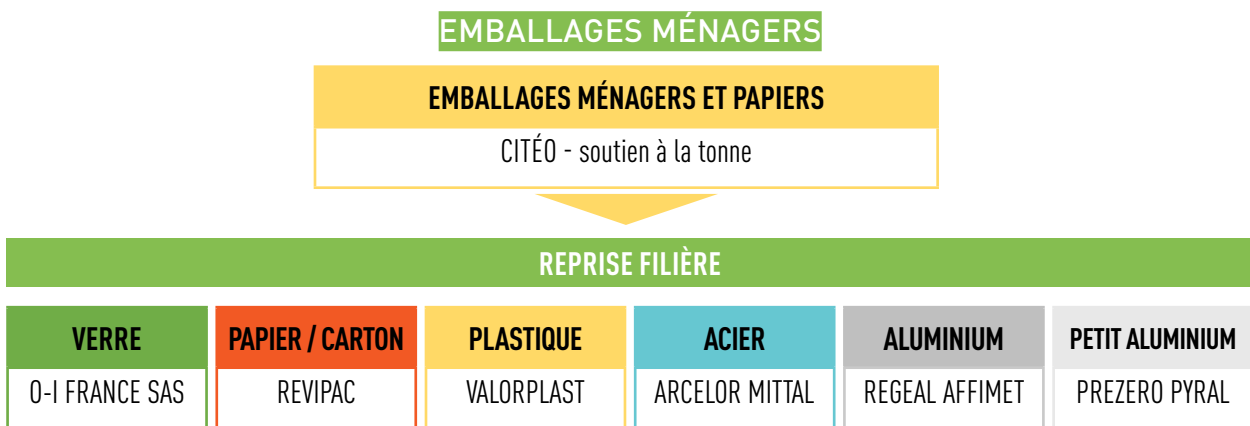 EMBALLAGES MÉNAGERS
EMBALLAGES MÉNAGERS ET PAPIERS
CITÉO - soutien à la tonne
REPRISE FILIÈRE
VERRE
O-I FRANCE SAS
PAPIER / CARTON
REVIPAC
PLASTIQUE
VALORPLAST
ACIER
ARCELOR MITTAL
ALUMINIUM
REGEAL AFFIMET
PETIT ALUMINIUM
PREZERO PYRAL